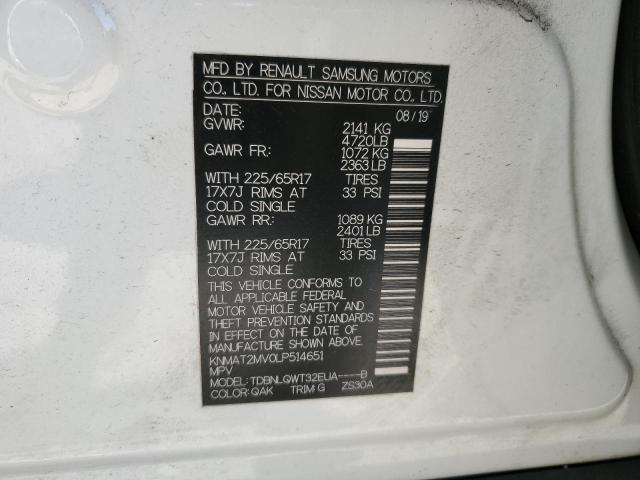 MFD BY RENAULT SAMSUNG MOTORS
CO., LTD. FOR NISSAN MOTOR CO., LTD.
DATE: 08/19
GVWR: 2141 KG
4720LB
GAWR FR: 1072 KG
2363LB
WITH 225/65R17 TIRES
17X7J RIMS AT 33 PSI
COLD SINGLE
GAWR RR: 1089 KG
2401LB
WITH 225/65R17 TIRES
17X7J RIMS AT 33 PSI
COLD SINGLE
THIS VEHICLE CONFORMS TO
ALL APPLICABLE FEDERAL
MOTOR VEHICLE SAFETY AND
THEFT PREVENTION STANDARDS
IN EFFECT ON THE DATE OF
MANUFACTURE SHOWN ABOVE.
KNMAT2MV0LP514651
MPV
MODEL: TDBNLQWT32EUA----B
COLOR: QAK TRIM:G ZS30A